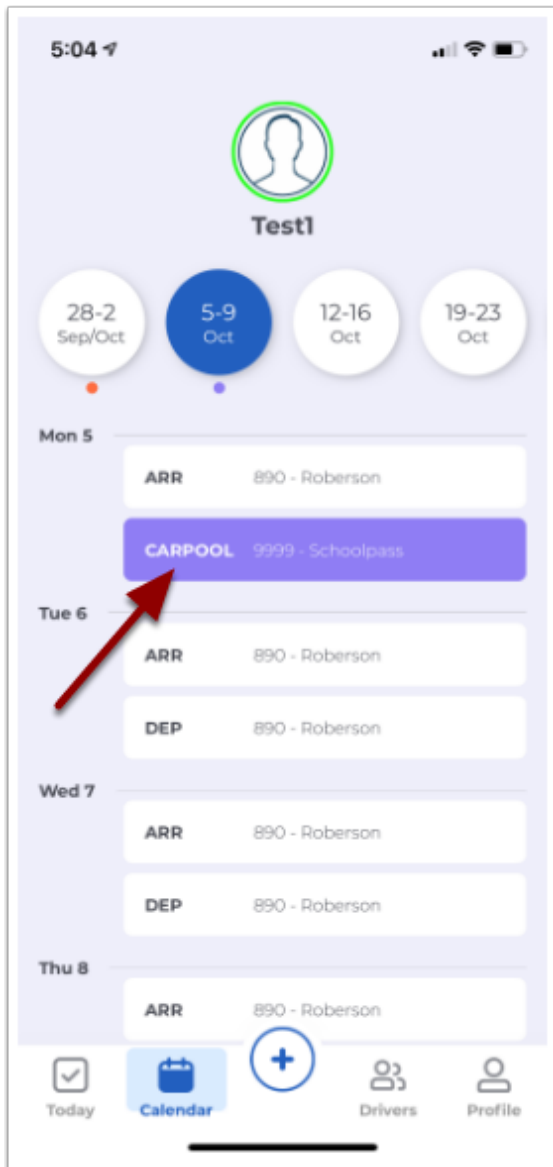 5:04
Test1
28-2 5-9 12-16 19-23
Sep/Oct Oct Oct Oct
Mon 5
ARR 890 - Roberson
CARPOOL 9999 - Schoolpass
Tue 6
ARR 890 - Roberson
DEP 890 - Roberson
Wed 7
ARR 890 - Roberson
DEP 890 - Roberson
Thu 8
ARR 890 - Roberson
+
Today Calendar Drivers Profile